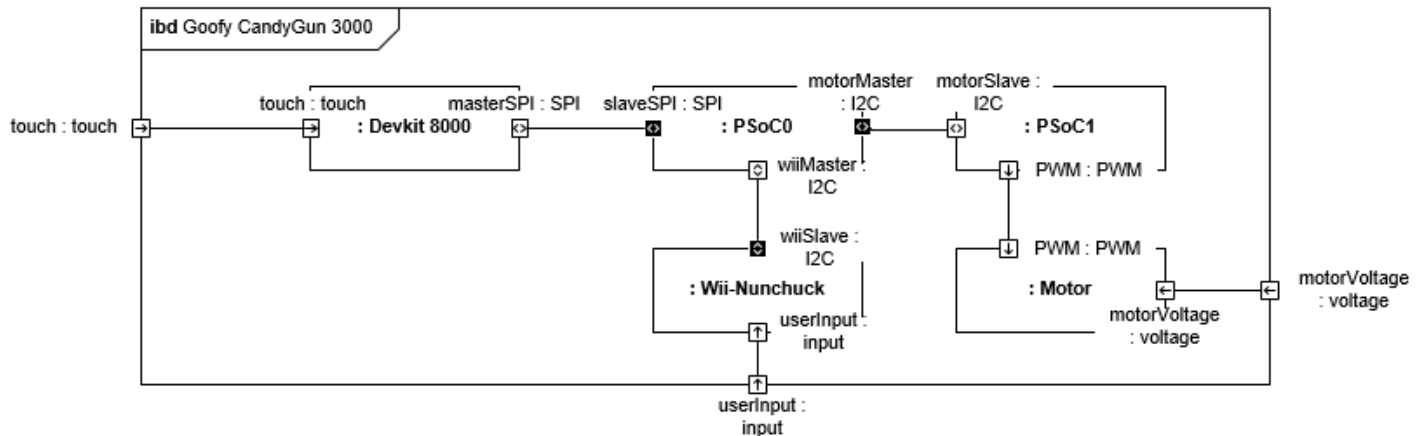 ibd Goofy CandyGun 3000
touch : touch
touch : touch
: Devkit 8000
masterSPI : SPI
slaveSPI : SPI
: PSoC0
motorMaster
: I2C
motorSlave :
I2C
: PSoC1
wiiMaster :
I2C
PWM : PWM
wiiSlave :
I2C
PWM : PWM
: Wii-Nunchuck
: Motor
userInput :
input
motorVoltage
: voltage
motorVoltage
: voltage
userInput :
input